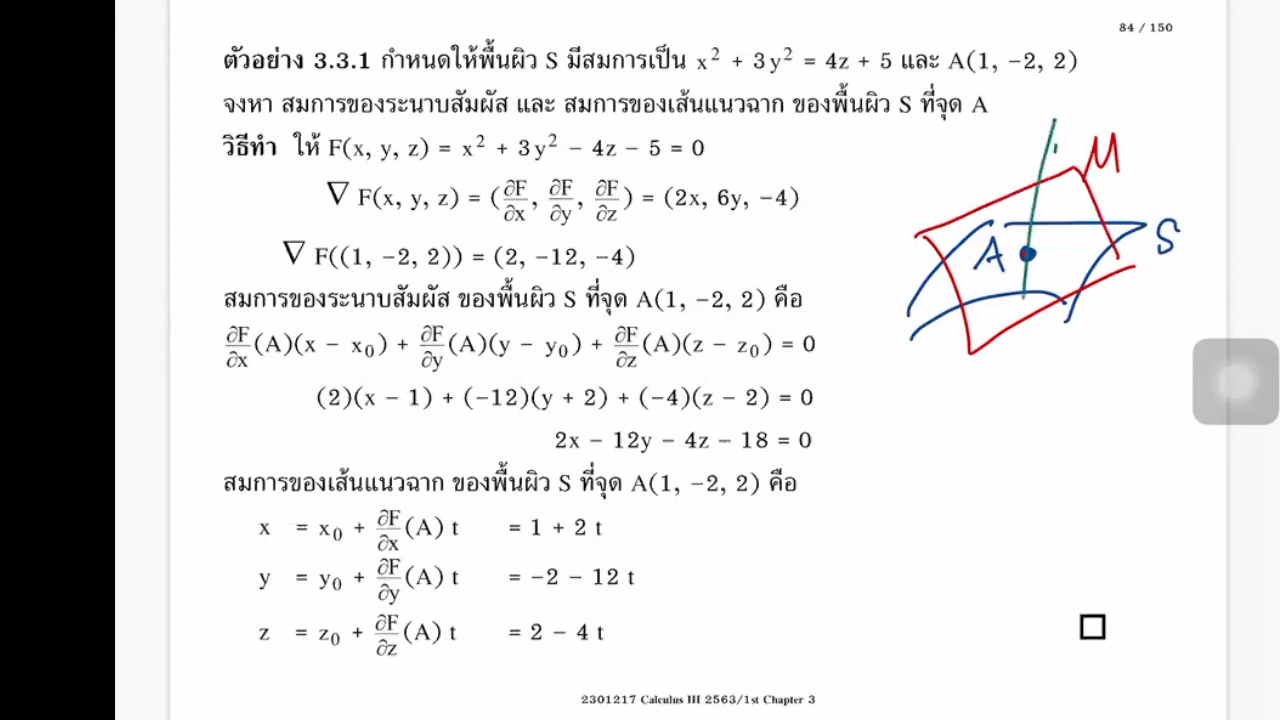 84 / 150
ตัวอย่าง 3.3.1 กำหนดให้พื้นผิว S มีสมการเป็น x² + 3y² = 4z + 5 และ A(1, −2, 2)
จงหา สมการของระนาบสัมผัส และ สมการของเส้นแนวฉาก ของพื้นผิว S ที่จุด A
วิธีทำ ให้ F(x, y, z) = x² + 3y² − 4z − 5 = 0
∇ F(x, y, z) = (∂F/∂x, ∂F/∂y, ∂F/∂z) = (2x, 6y, −4)
∇ F((1, −2, 2)) = (2, −12, −4)
สมการของระนาบสัมผัส ของพื้นผิว S ที่จุด A(1, −2, 2) คือ
∂F/∂x (A)(x − x₀) + ∂F/∂y (A)(y − y₀) + ∂F/∂z (A)(z − z₀) = 0
(2)(x − 1) + (−12)(y + 2) + (−4)(z − 2) = 0
2x − 12y − 4z − 18 = 0
สมการของเส้นแนวฉาก ของพื้นผิว S ที่จุด A(1, −2, 2) คือ
x = x₀ + ∂F/∂x (A) t = 1 + 2 t
y = y₀ + ∂F/∂y (A) t = −2 − 12 t
z = z₀ + ∂F/∂z (A) t = 2 − 4 t
M
S
A
2301217 Calculus III 2563/1st Chapter 3